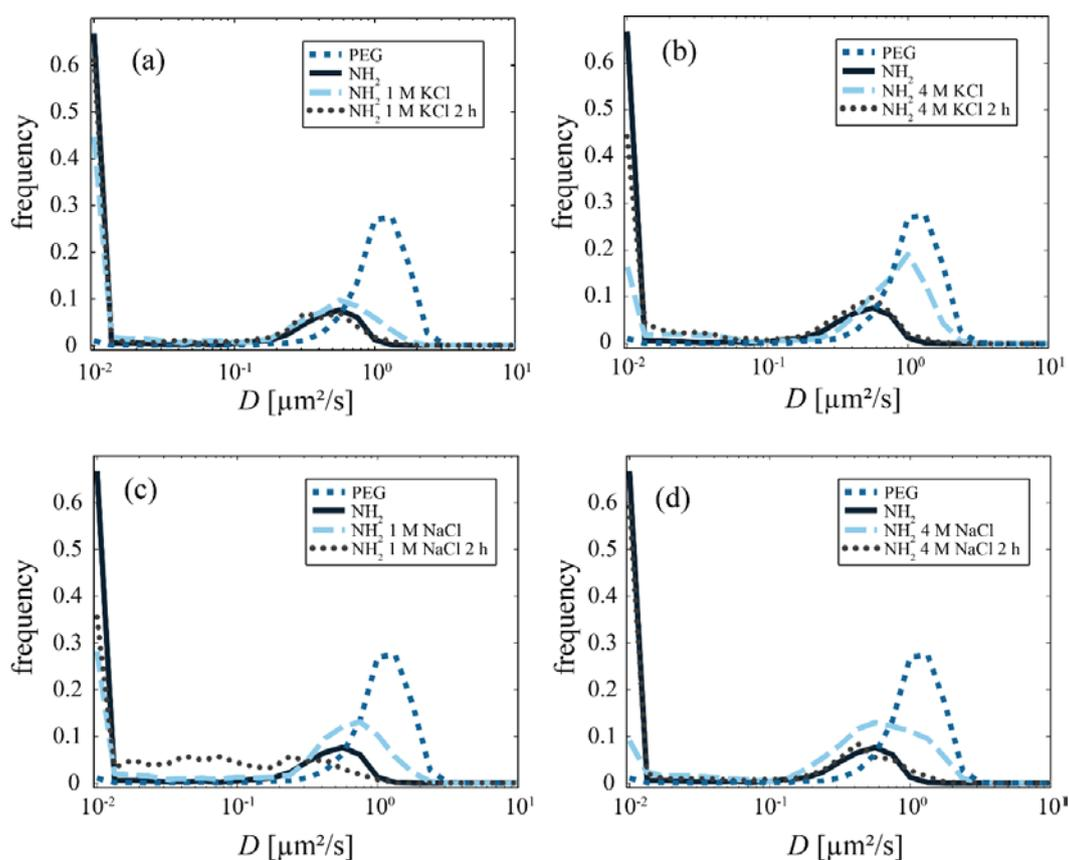 (a)
PEG
NH2
NH2 1 M KCl
NH2 1 M KCl 2 h
frequency
0.6
0.5
0.4
0.3
0.2
0.1
0
10-2
10-1
100
101
D [µm²/s]
(b)
PEG
NH2
NH2 4 M KCl
NH2 4 M KCl 2 h
frequency
0.6
0.5
0.4
0.3
0.2
0.1
0
10-2
10-1
100
101
D [µm²/s]
(c)
PEG
NH2
NH2 1 M NaCl
NH2 1 M NaCl 2 h
frequency
0.6
0.5
0.4
0.3
0.2
0.1
0
10-2
10-1
100
101
D [µm²/s]
(d)
PEG
NH2
NH2 4 M NaCl
NH2 4 M NaCl 2 h
frequency
0.6
0.5
0.4
0.3
0.2
0.1
0
10-2
10-1
100
101
D [µm²/s]